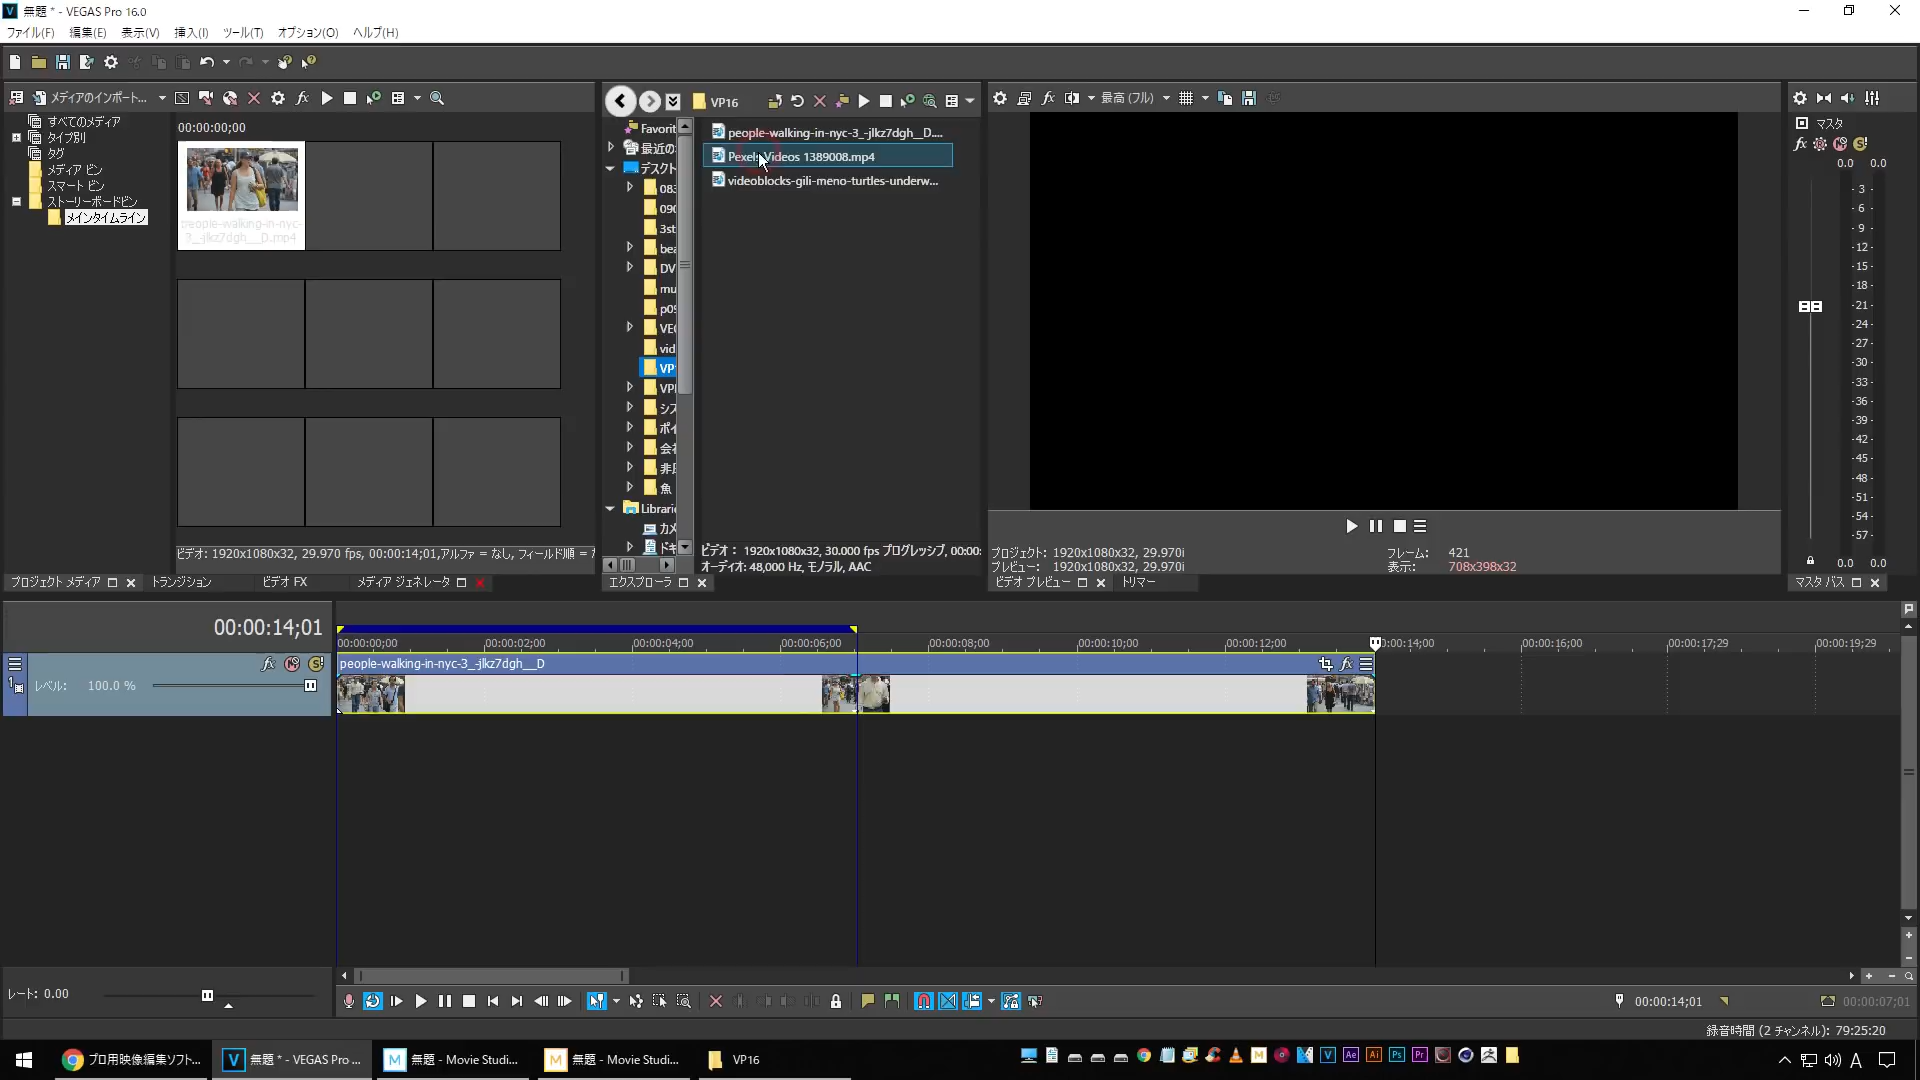 無題 * - VEGAS Pro 16.0
ファイル(F) 編集(E) 表示(V) 挿入(I) ツール(T) オプション(O) ヘルプ(H)
メディアのインポート...
すべてのメディア
タイプ別
タグ
メディア ビン
スマート ビン
ストーリーボードビン
メインタイムライン
00:00:00;00
people-walking-in-nyc-
3_-jlkz7dgh__D.mp4
ビデオ: 1920x1080x32, 29.970 fps, 00:00:14;01,アルファ = なし, フィールド順 =
プロジェクト メディア トランジション ビデオ FX メディア ジェネレータ
VP16
Favorit
最近の
デスクト
083
090
3st
bea
DV
mu
p09
VEG
vid
VP
VP
シス
ポイ
会社
非
魚
Librari
カメ
ドキ
people-walking-in-nyc-3_-jlkz7dgh__D....
Pexels Videos 1389008.mp4
videoblocks-gili-meno-turtles-underw...
ビデオ： 1920x1080x32, 30.000 fps プログレッシブ, 00:00:
オーディオ: 48,000 Hz, モノラル, AAC
エクスプローラ
最高 (フル)
プロジェクト: 1920x1080x32, 29.970i
プレビュー: 1920x1080x32, 29.970i
フレーム: 421
表示: 708x398x32
ビデオ プレビュー トリマー
マスタ
fx
0.0 0.0
- 3 -
- 6 -
- 9 -
-12-
-15-
-18-
-21-
-24-
-27-
-30-
-33-
-36-
-39-
-42-
-45-
-48-
-51-
-54-
-57-
0.0 0.0
マスタ バス
00:00:14;01
00:00:00;00 00:00:02;00 00:00:04;00 00:00:06;00 00:00:08;00 00:00:10;00 00:00:12;00 00:00:14;00 00:00:16;00 00:00:17;29 00:00:19;29
people-walking-in-nyc-3_-jlkz7dgh__D
1
レベル: 100.0 %
レート: 0.00
00:00:14;01
00:00:07;01
録音時間 (2 チャンネル): 79:25:20
プロ用映像編集ソフト... 無題 * - VEGAS Pro ... 無題 - Movie Studi... 無題 - Movie Studi... VP16
A